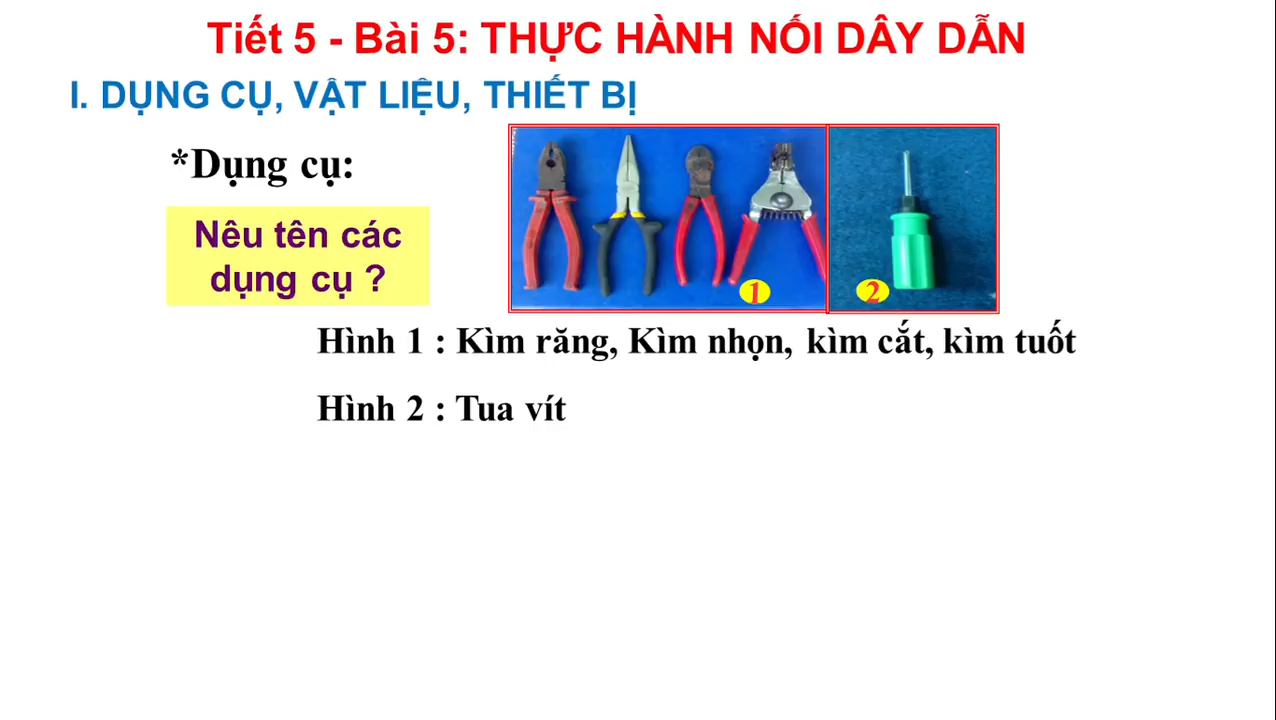 Tiết 5 - Bài 5: THỰC HÀNH NỐI DÂY DẪN
I. DỤNG CỤ, VẬT LIỆU, THIẾT BỊ
*Dụng cụ:
Nêu tên các
dụng cụ ?
1
2
Hình 1 : Kìm răng, Kìm nhọn, kìm cắt, kìm tuốt
Hình 2 : Tua vít